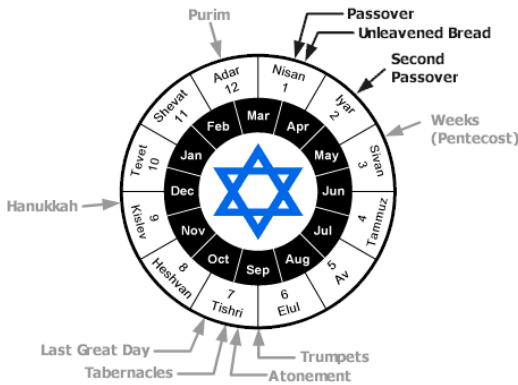 Purim
Passover
Unleavened Bread
Second
Passover
Weeks
(Pentecost)
Hanukkah
Last Great Day
Tabernacles
Atonement
Trumpets
Nisan
1
Iyar
2
Sivan
3
Tammuz
4
Av
5
Elul
6
Tishri
7
Heshvan
8
Kislev
9
Tevet
10
Shevat
11
Adar
12
Mar
Apr
May
Jun
Jul
Aug
Sep
Oct
Nov
Dec
Jan
Feb